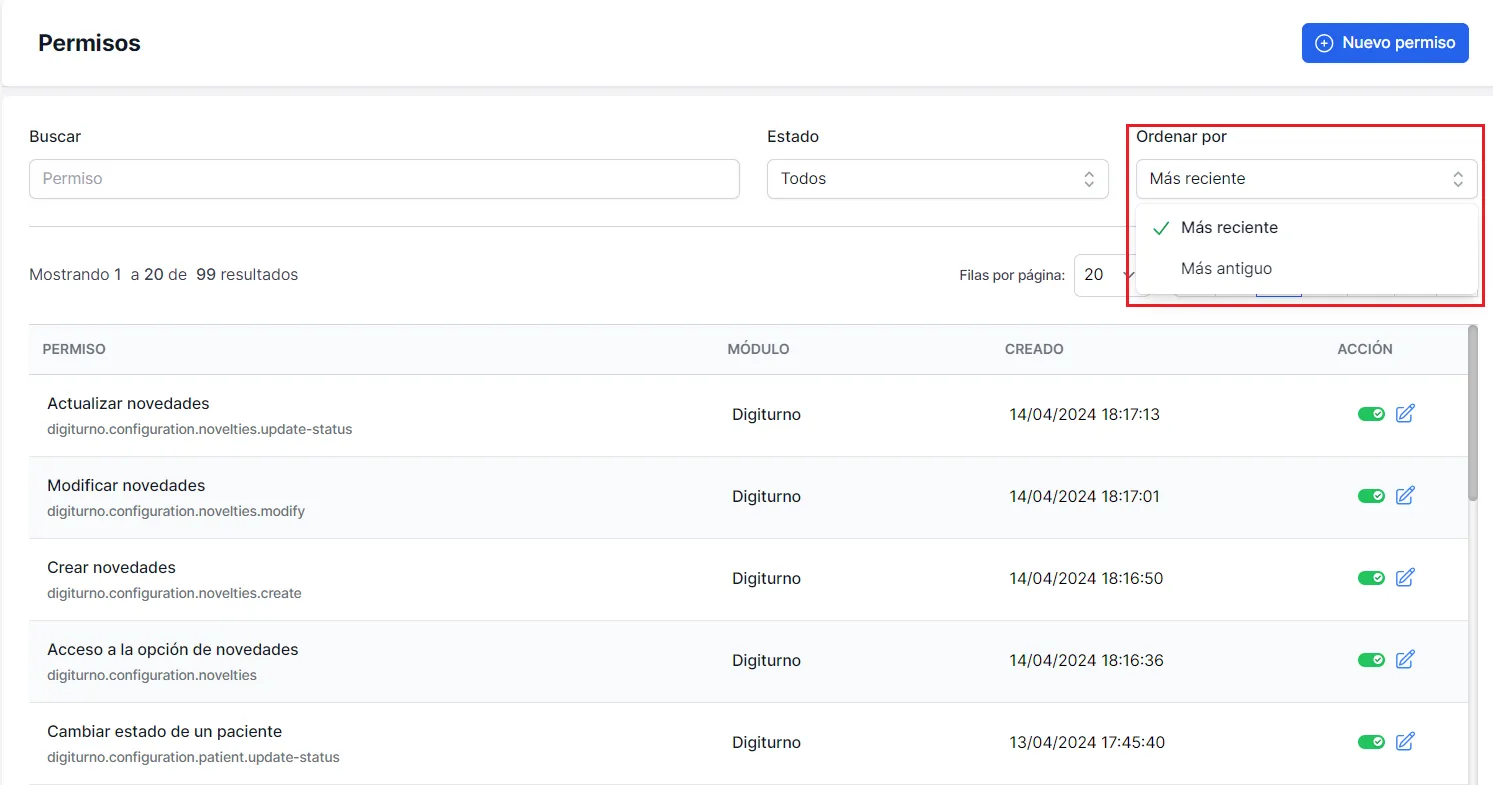 Permisos
Nuevo permiso
Buscar
Estado
Ordenar por
Permiso
Todos
Más reciente
Más reciente
Más antiguo
Mostrando 1 a 20 de 99 resultados
Filas por página:
20
PERMISO MÓDULO CREADO ACCIÓN
Actualizar novedades
digiturno.configuration.novelties.update-status
Digiturno
14/04/2024 18:17:13
Modificar novedades
digiturno.configuration.novelties.modify
Digiturno
14/04/2024 18:17:01
Crear novedades
digiturno.configuration.novelties.create
Digiturno
14/04/2024 18:16:50
Acceso a la opción de novedades
digiturno.configuration.novelties
Digiturno
14/04/2024 18:16:36
Cambiar estado de un paciente
digiturno.configuration.patient.update-status
Digiturno
13/04/2024 17:45:40